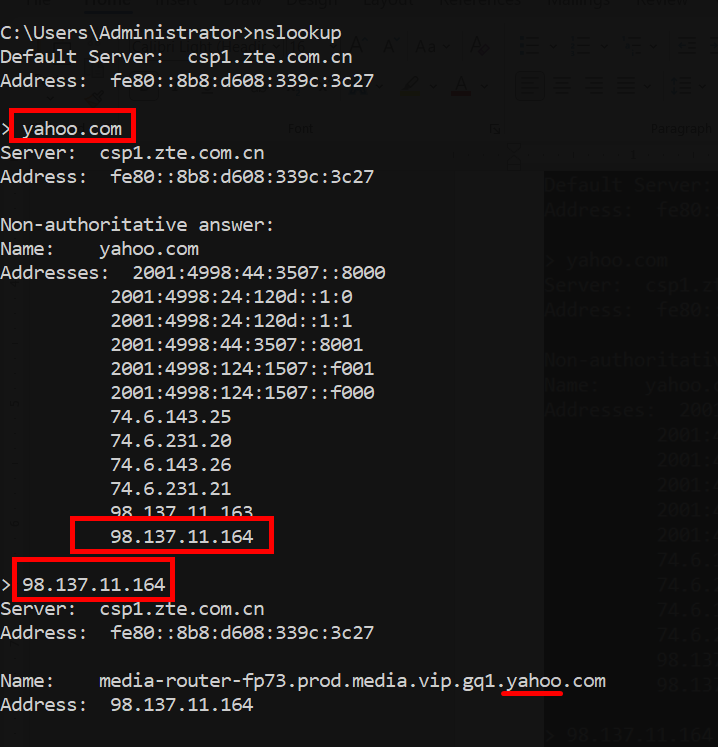 C:\Users\Administrator>nslookup
Default Server:  csp1.zte.com.cn
Address:  fe80::8b8:d608:339c:3c27
> yahoo.com
Server:  csp1.zte.com.cn
Address:  fe80::8b8:d608:339c:3c27
Non-authoritative answer:
Name:    yahoo.com
Addresses:  2001:4998:44:3507::8000
2001:4998:24:120d::1:0
2001:4998:24:120d::1:1
2001:4998:44:3507::8001
2001:4998:124:1507::f001
2001:4998:124:1507::f000
74.6.143.25
74.6.231.20
74.6.143.26
74.6.231.21
98.137.11.163
98.137.11.164
> 98.137.11.164
Server:  csp1.zte.com.cn
Address:  fe80::8b8:d608:339c:3c27
Name:    media-router-fp73.prod.media.vip.gq1.yahoo.com
Address:  98.137.11.164